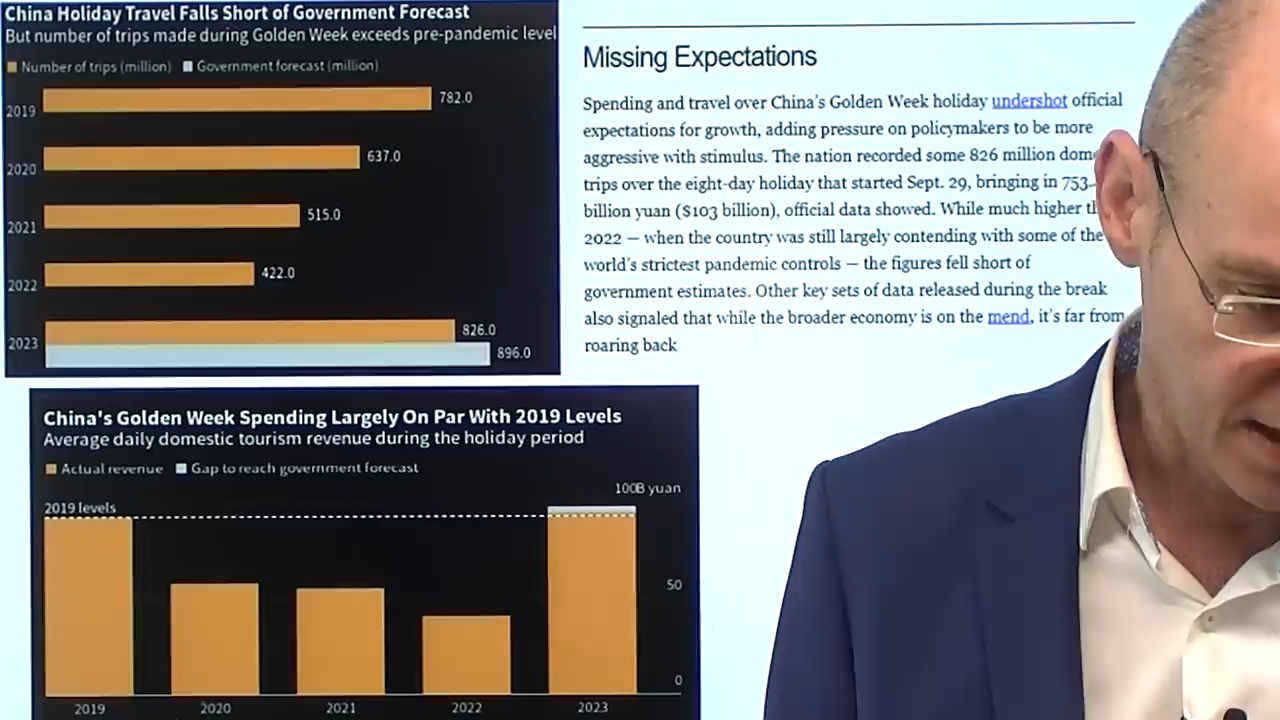 China Holiday Travel Falls Short of Government Forecast
But number of trips made during Golden Week exceeds pre-pandemic level
Number of trips (million) Government forecast (million)
2019 782.0
2020 637.0
2021 515.0
2022 422.0
2023 826.0
896.0
Missing Expectations
Spending and travel over China's Golden Week holiday undershot official
expectations for growth, adding pressure on policymakers to be more
aggressive with stimulus. The nation recorded some 826 million
trips over the eight-day holiday that started Sept. 29, bringing in 753.
billion yuan ($103 billion), official data showed. While much higher
2022 — when the country was still largely contending with some of the
world's strictest pandemic controls — the figures fell short of
government estimates. Other key sets of data released during the break
also signaled that while the broader economy is on the mend, it's far from
roaring back
China's Golden Week Spending Largely On Par With 2019 Levels
Average daily domestic tourism revenue during the holiday period
Actual revenue Gap to reach government forecast
100B yuan
2019 levels
50
0
2019 2020 2021 2022 2023